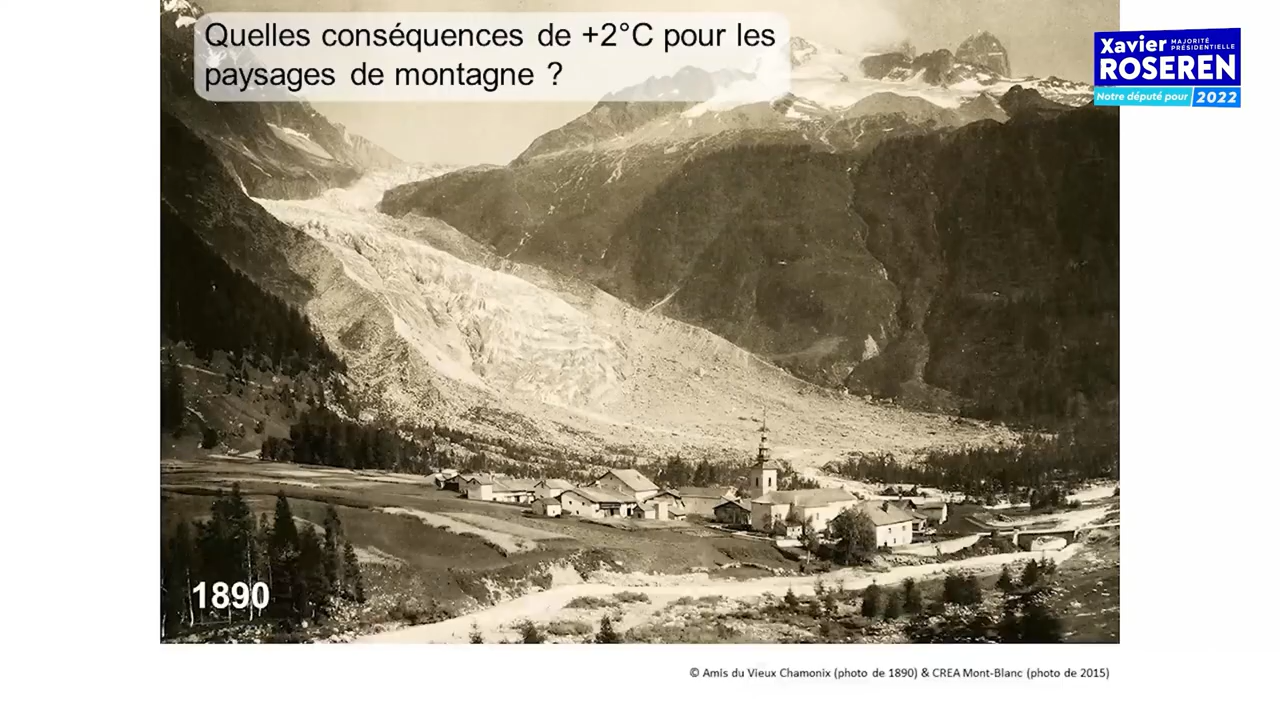 Quelles conséquences de +2°C pour les
paysages de montagne ?
Xavier MAJORITÉ
PRÉSIDENTIELLE
ROSEREN
Notre député pour 2022
1890
© Amis du Vieux Chamonix (photo de 1890) & CREA Mont-Blanc (photo de 2015)